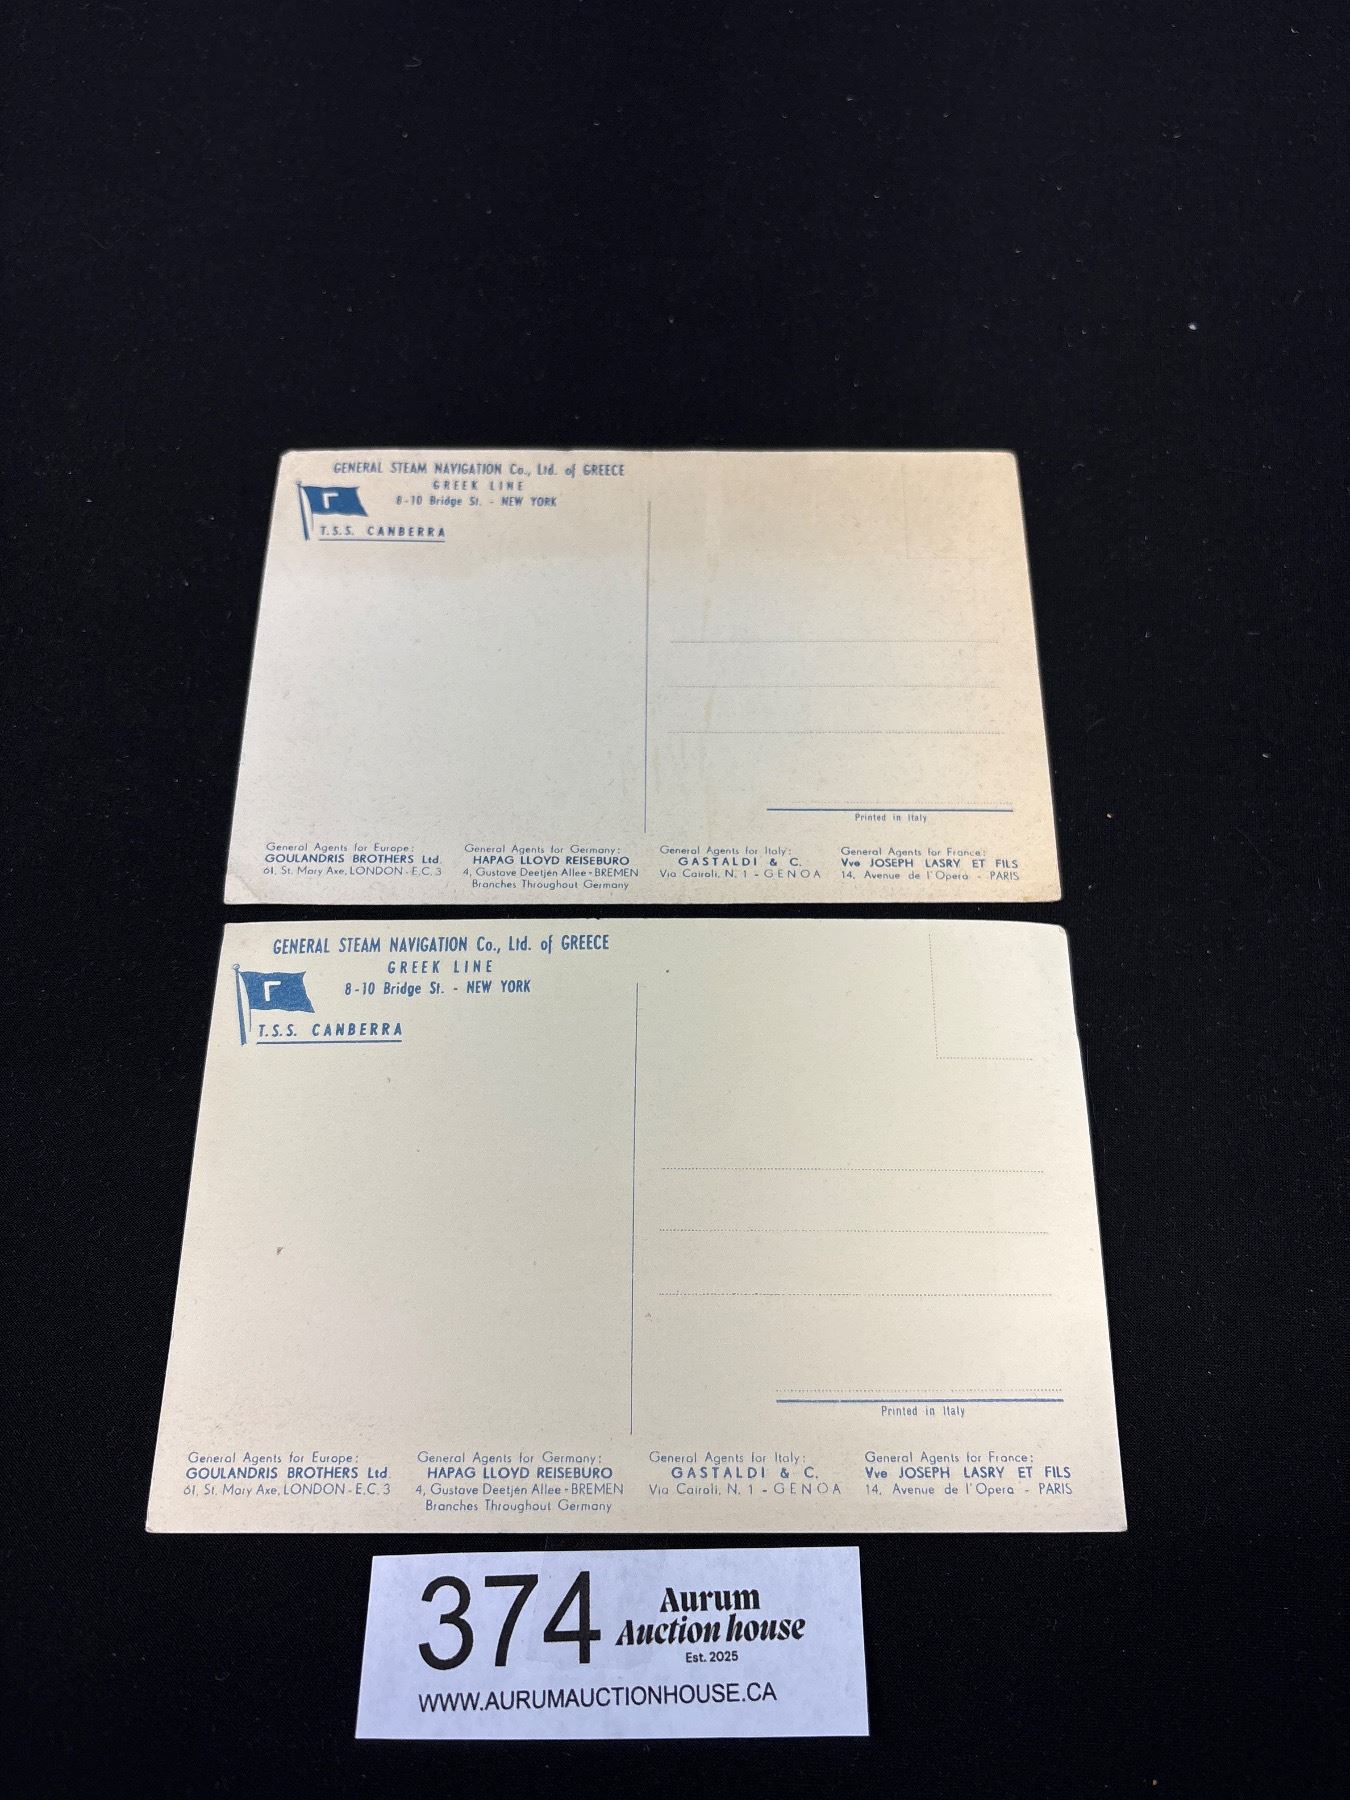 GENERAL STEAM NAVIGATION Co., Ltd. of GREECE
GREEK LINE
8-10 Bridge St. - NEW YORK
Γ
T.S.S. CANBERRA
Printed in Italy
General Agents for Europe:
GOULANDRIS BROTHERS Ltd.
61, St. Mary Axe, LONDON - E.C. 3
General Agents for Germany:
HAPAG LLOYD REISEBURO
4, Gustave Deetjen Allee - BREMEN
Branches Throughout Germany
General Agents for Italy:
GASTALDI & C.
Via Cairoli, N. 1 - GENOA
General Agents for France:
Vve JOSEPH LASRY ET FILS
14, Avenue de l'Opera - PARIS
GENERAL STEAM NAVIGATION Co., Ltd. of GREECE
GREEK LINE
8-10 Bridge St. - NEW YORK
Γ
T.S.S. CANBERRA
Printed in Italy
General Agents for Europe:
GOULANDRIS BROTHERS Ltd.
61, St. Mary Axe, LONDON - E.C. 3
General Agents for Germany:
HAPAG LLOYD REISEBURO
4, Gustave Deetjen Allee - BREMEN
Branches Throughout Germany
General Agents for Italy:
GASTALDI & C.
Via Cairoli, N. 1 - GENOA
General Agents for France:
Vve JOSEPH LASRY ET FILS
14, Avenue de l'Opera - PARIS
374
Aurum
Auction house
Est. 2025
WWW.AURUMAUCTIONHOUSE.CA